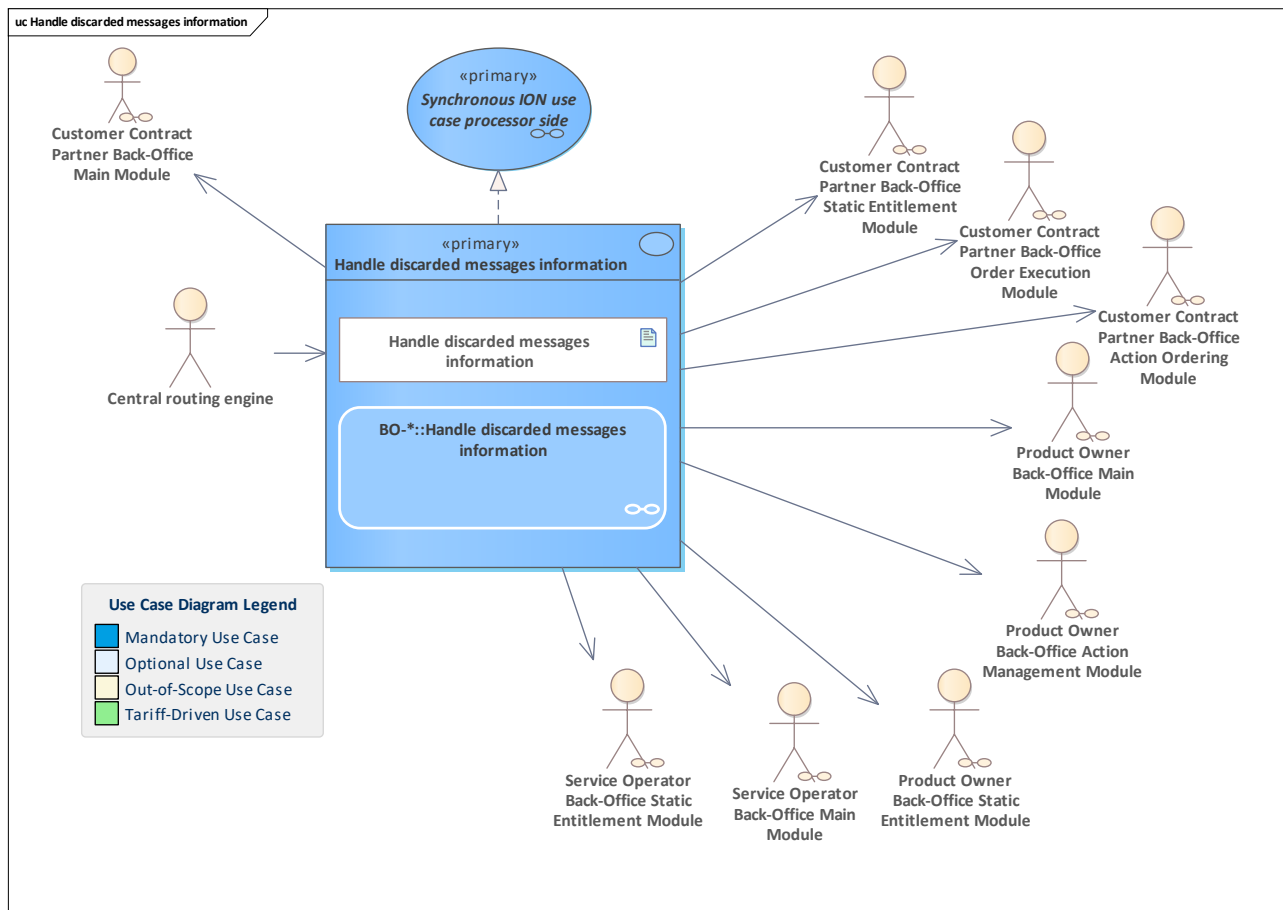 uc Handle discarded messages information
Customer Contract
Partner Back-Office
Main Module
«primary»
Synchronous ION use
case processor side
Customer Contract
Partner Back-Office
Static Entitlement
Module
Customer Contract
Partner Back-Office
Order Execution
Module
Customer Contract
Partner Back-Office
Action Ordering
Module
«primary»
Handle discarded messages information
Handle discarded messages
information
Central routing engine
BO-*::Handle discarded messages
information
Product Owner
Back-Office Main
Module
Product Owner
Back-Office Action
Management Module
Use Case Diagram Legend
Mandatory Use Case
Optional Use Case
Out-of-Scope Use Case
Tariff-Driven Use Case
Service Operator
Back-Office Static
Entitlement Module
Service Operator
Back-Office Main
Module
Product Owner
Back-Office Static
Entitlement Module